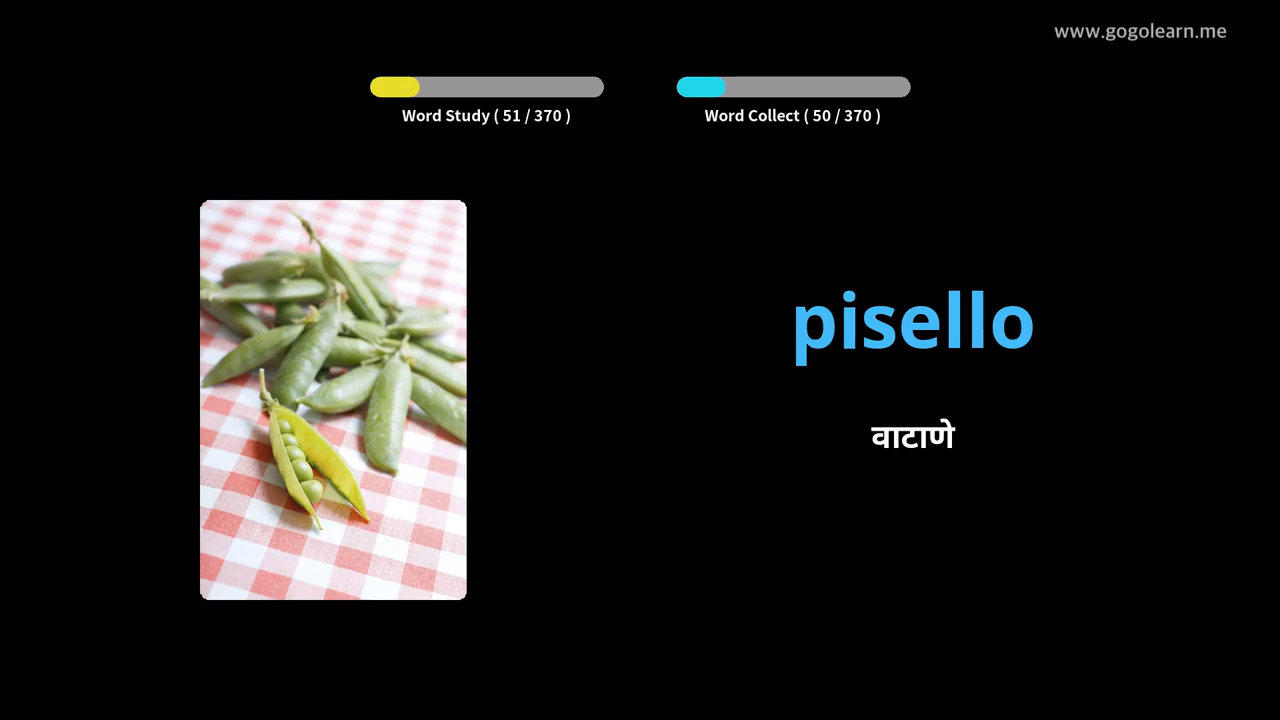 www.gogolearn.me
Word Study ( 51 / 370 )
Word Collect ( 50 / 370 )
pisello
वाटाणे